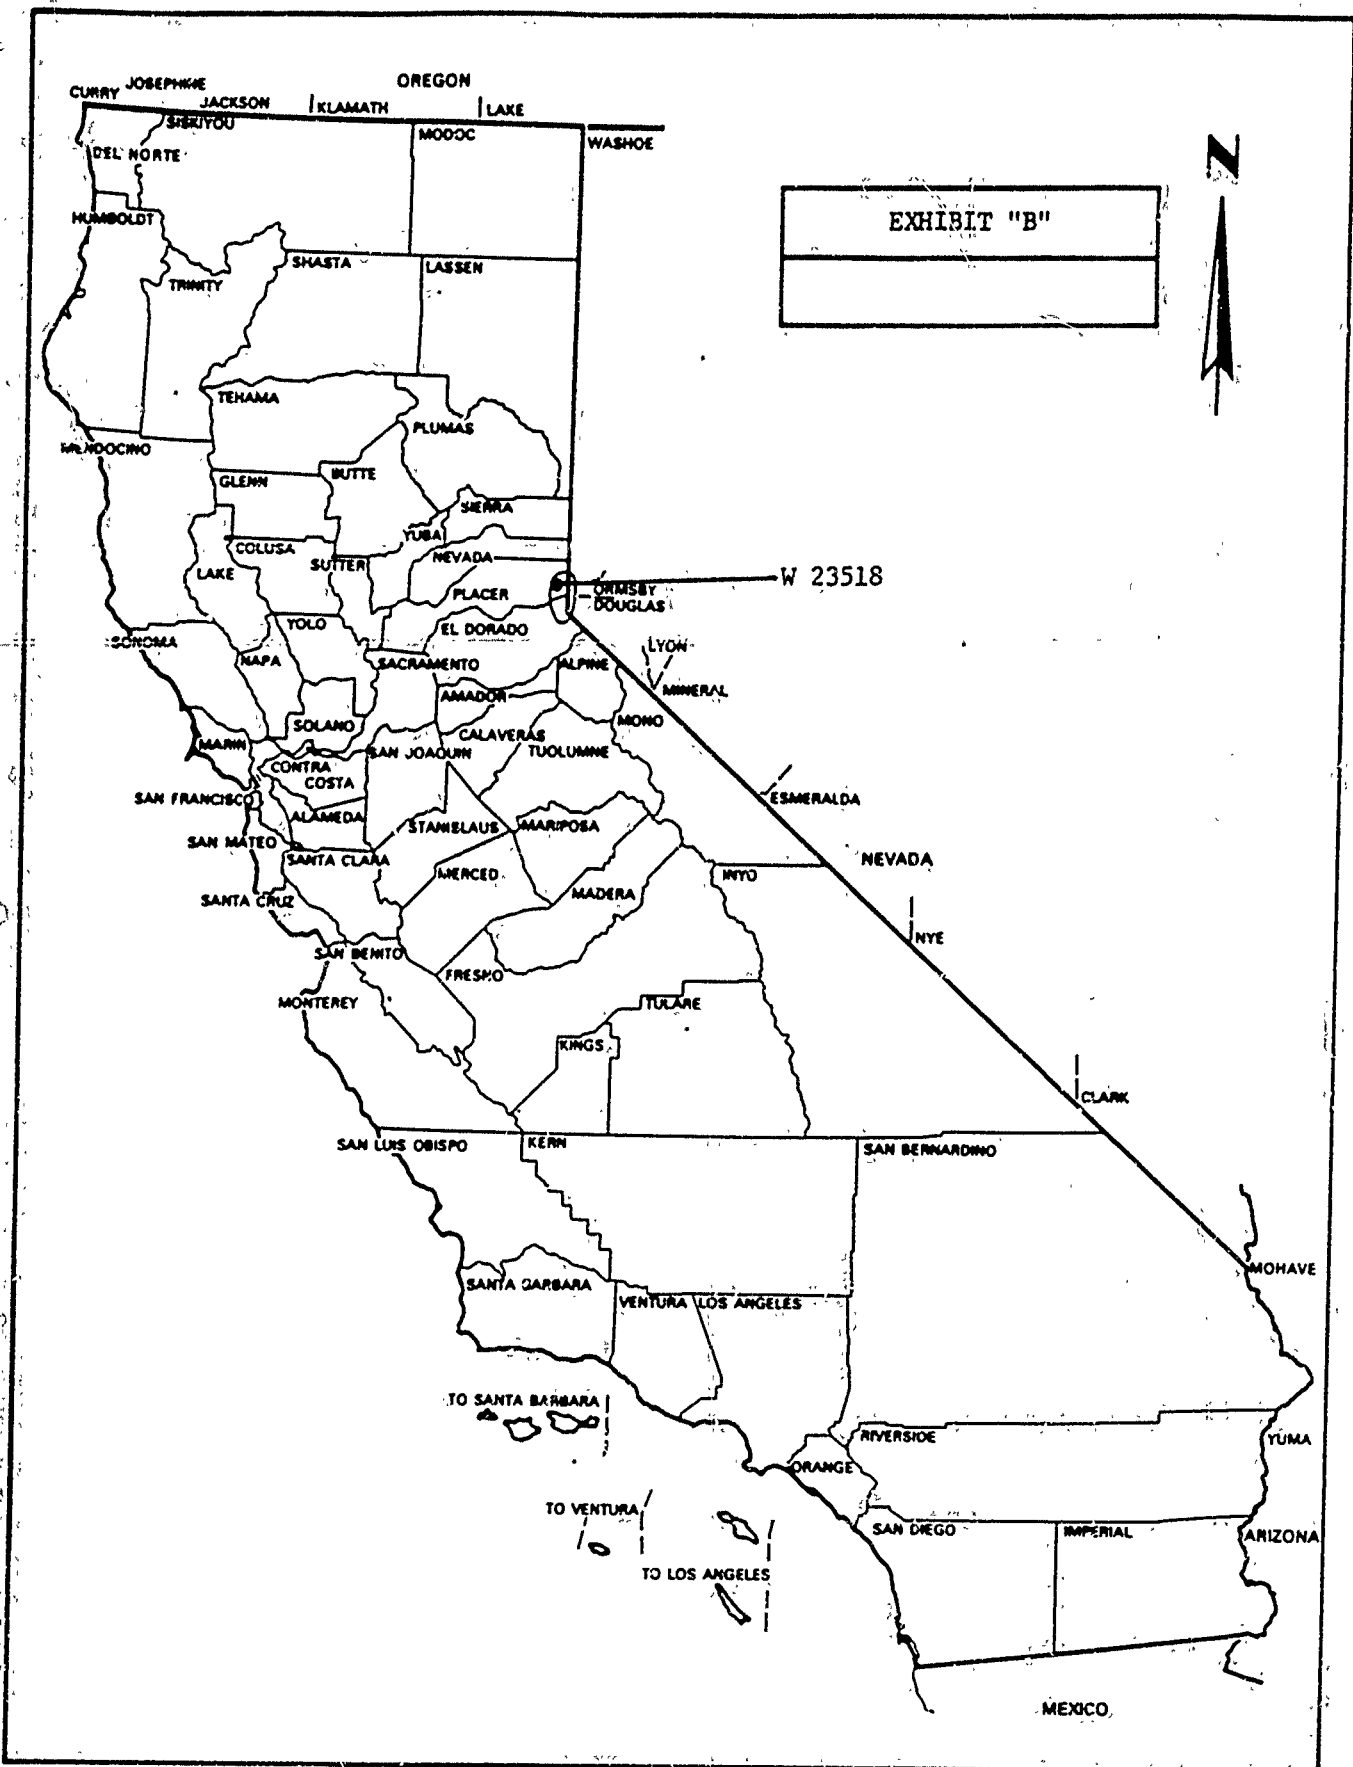 OREGON
JOSEPHINE
CURRY
JACKSON
KLAMATH
LAKE
SISKIYOU
MODOC
WASHOE
DEL NORTE
N
HUMBOLDT
EXHIBIT "B"
SHASTA
LASSEN
TRINITY
TEHAMA
PLUMAS
MENDOCINO
BUTTE
GLENN
SIERRA
YUBA
COLUSA
NEVADA
SUTTER
LAKE
W 23518
ORMSBY
PLACER
DOUGLAS
YOLO
EL DORADO
SONOMA
LYON
NAPA
SACRAMENTO
ALPINE
MINERAL
AMADOR
MONO
SOLANO
CALAVERAS
MARIN
SAN JOAQUIN
TUOLUMNE
CONTRA
COSTA
SAN FRANCISCO
ESMERALDA
ALAMEDA
STANISLAUS
MARIPOSA
SAN MATEO
SANTA CLARA
NEVADA
MERCED
INYO
MADERA
SANTA CRUZ
NYE
SAN BENITO
FRESNO
MONTEREY
TULARE
KINGS
CLARK
SAN LUIS OBISPO
KERN
SAN BERNARDINO
MOHAVE
SANTA BARBARA
VENTURA
LOS ANGELES
TO SANTA BARBARA
RIVERSIDE
YUMA
ORANGE
TO VENTURA
SAN DIEGO
IMPERIAL
ARIZONA
TO LOS ANGELES
MEXICO